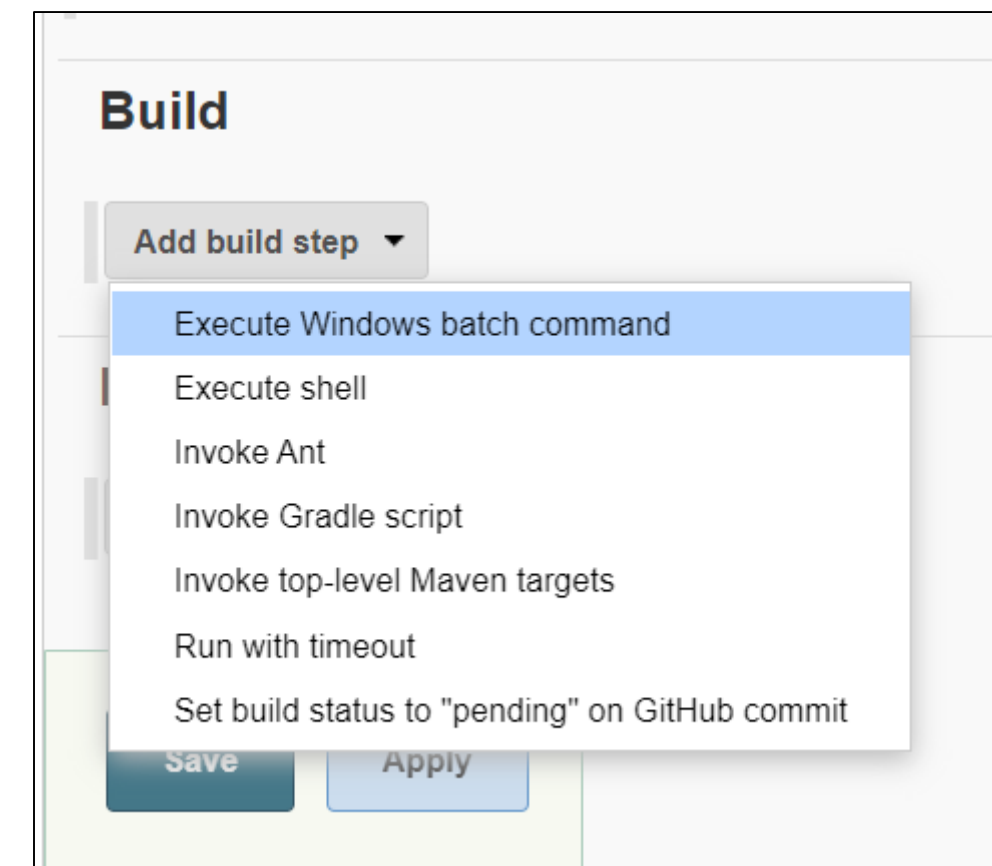 Build
Add build step
Execute Windows batch command
Execute shell
Invoke Ant
Invoke Gradle script
Invoke top-level Maven targets
Run with timeout
Set build status to "pending" on GitHub commit
Save
Apply